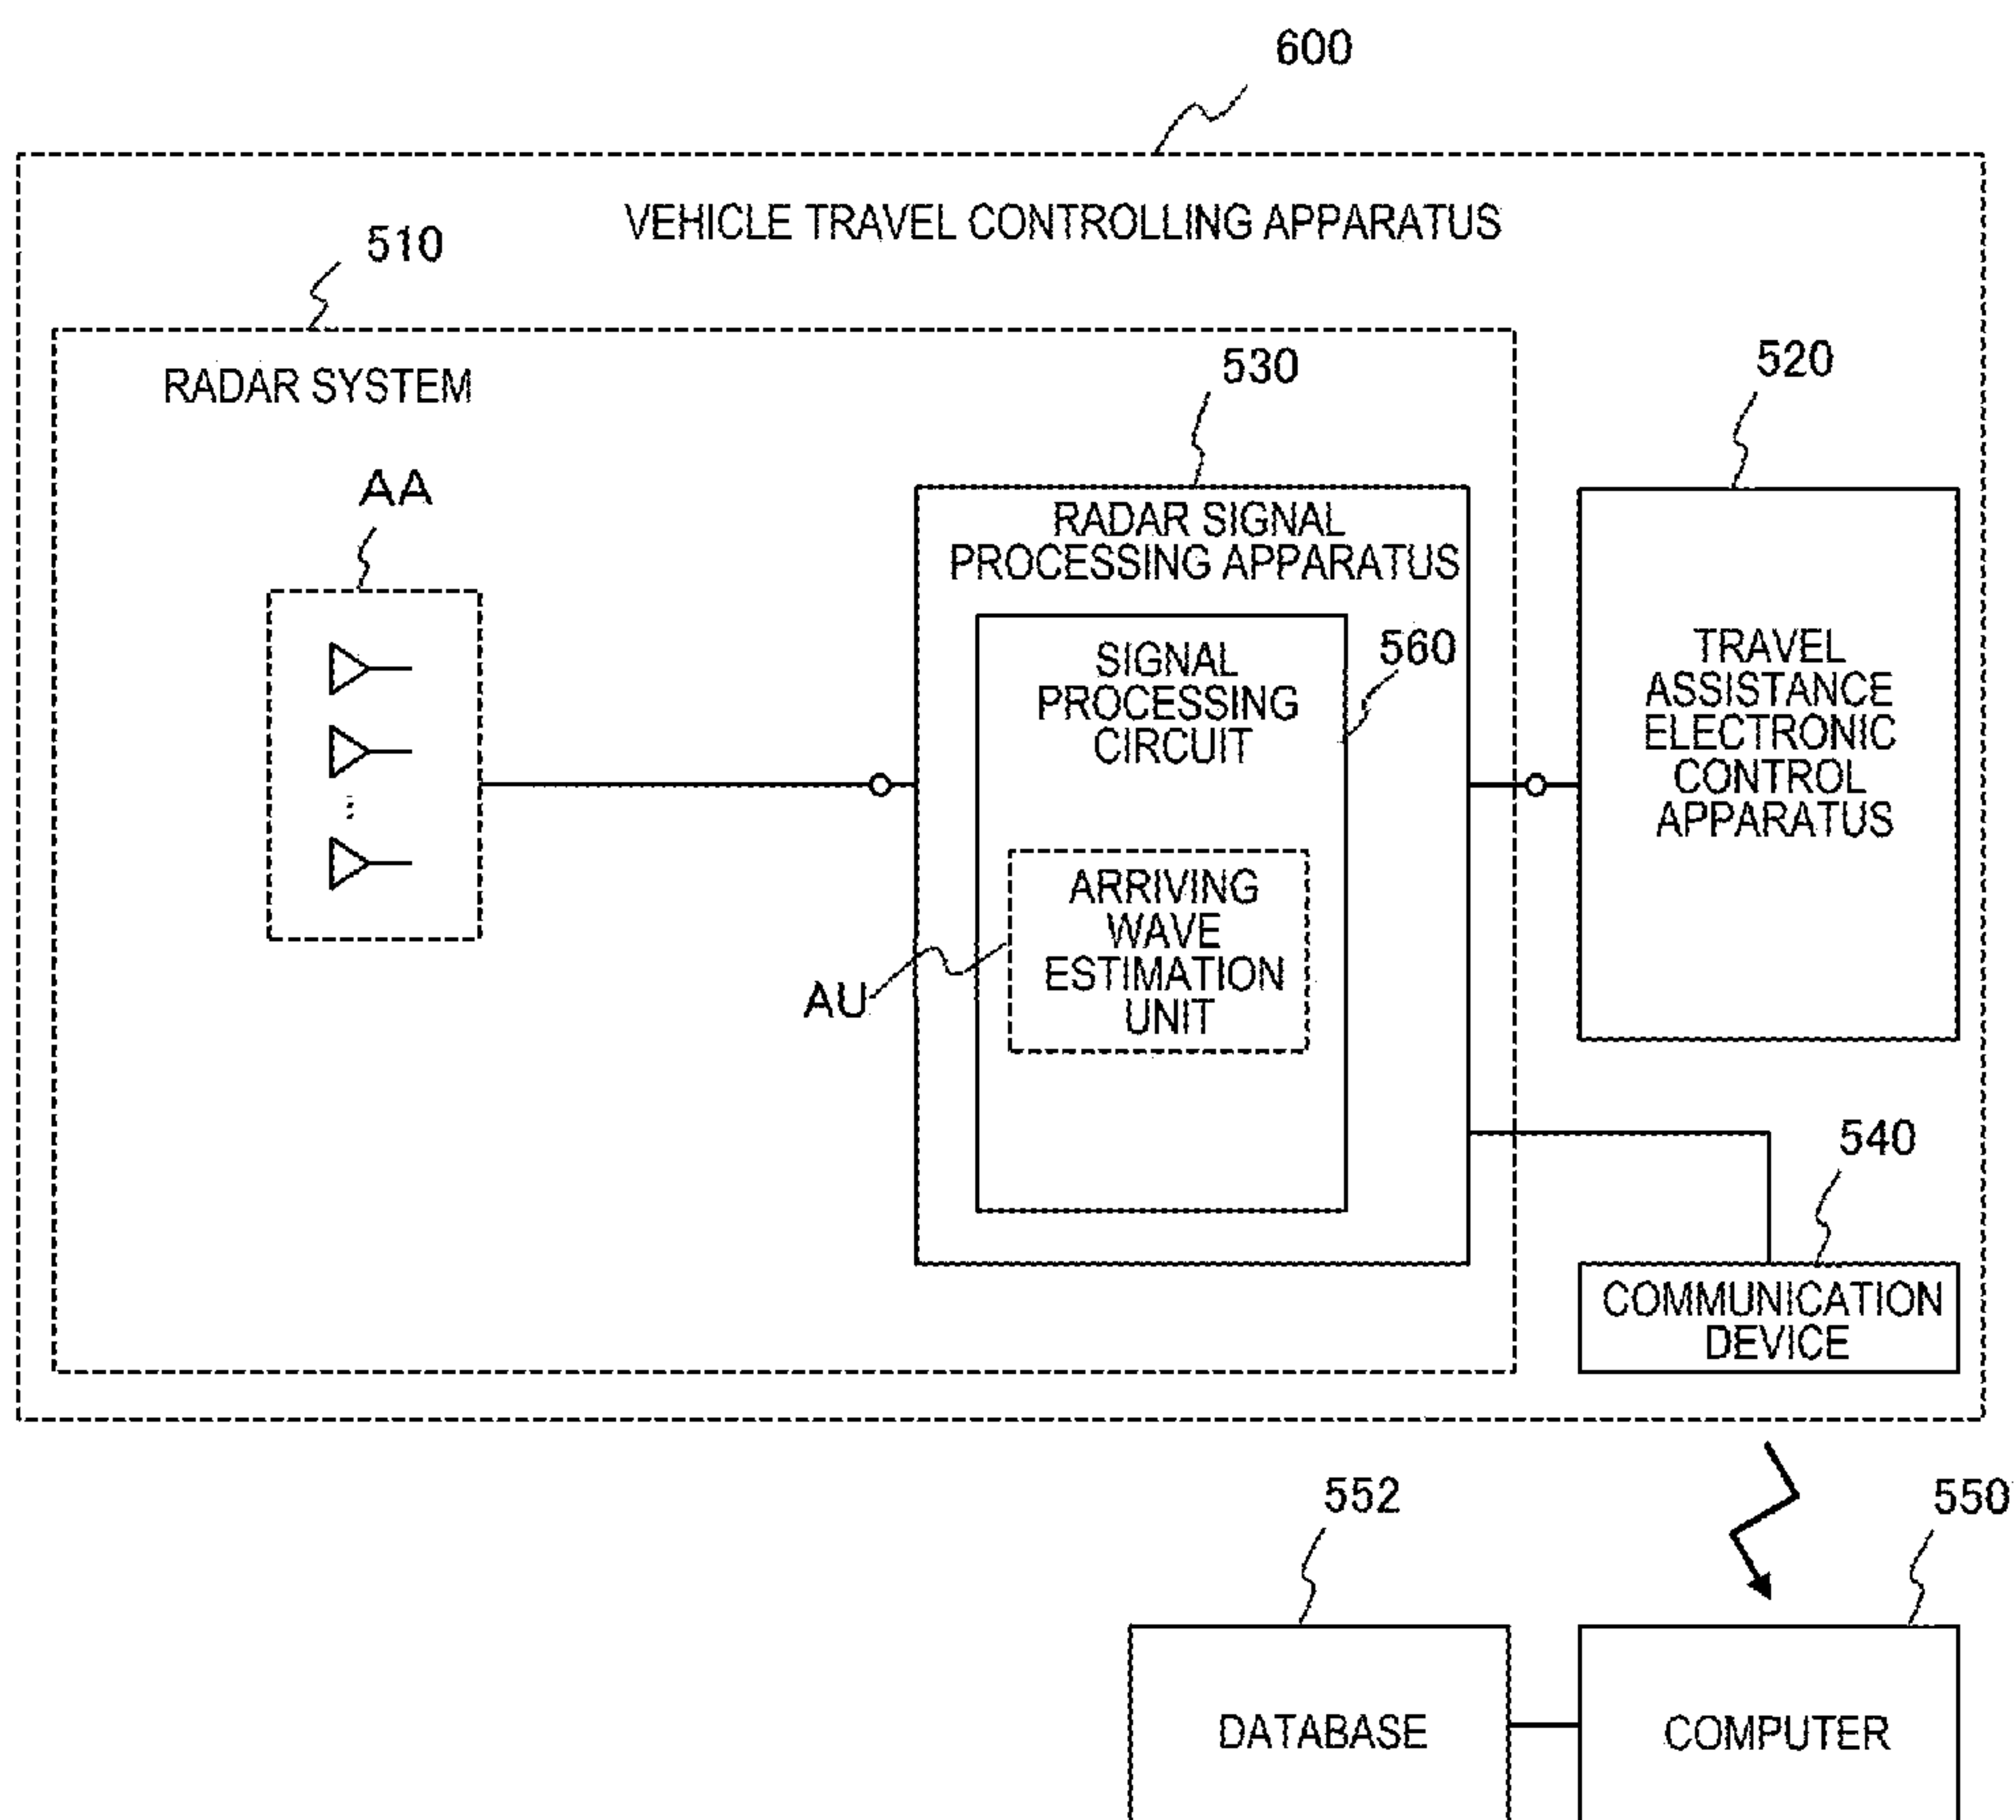 600
VEHICLE TRAVEL CONTROLLING APPARATUS
510
RADAR SYSTEM
530
520
AA
RADAR SIGNAL
PROCESSING APPARATUS
560
SIGNAL
PROCESSING
CIRCUIT
TRAVEL
ASSISTANCE
ELECTRONIC
CONTROL
APPARATUS
ARRIVING
WAVE
ESTIMATION
UNIT
AU
540
COMMUNICATION
DEVICE
552
550
DATABASE
COMPUTER